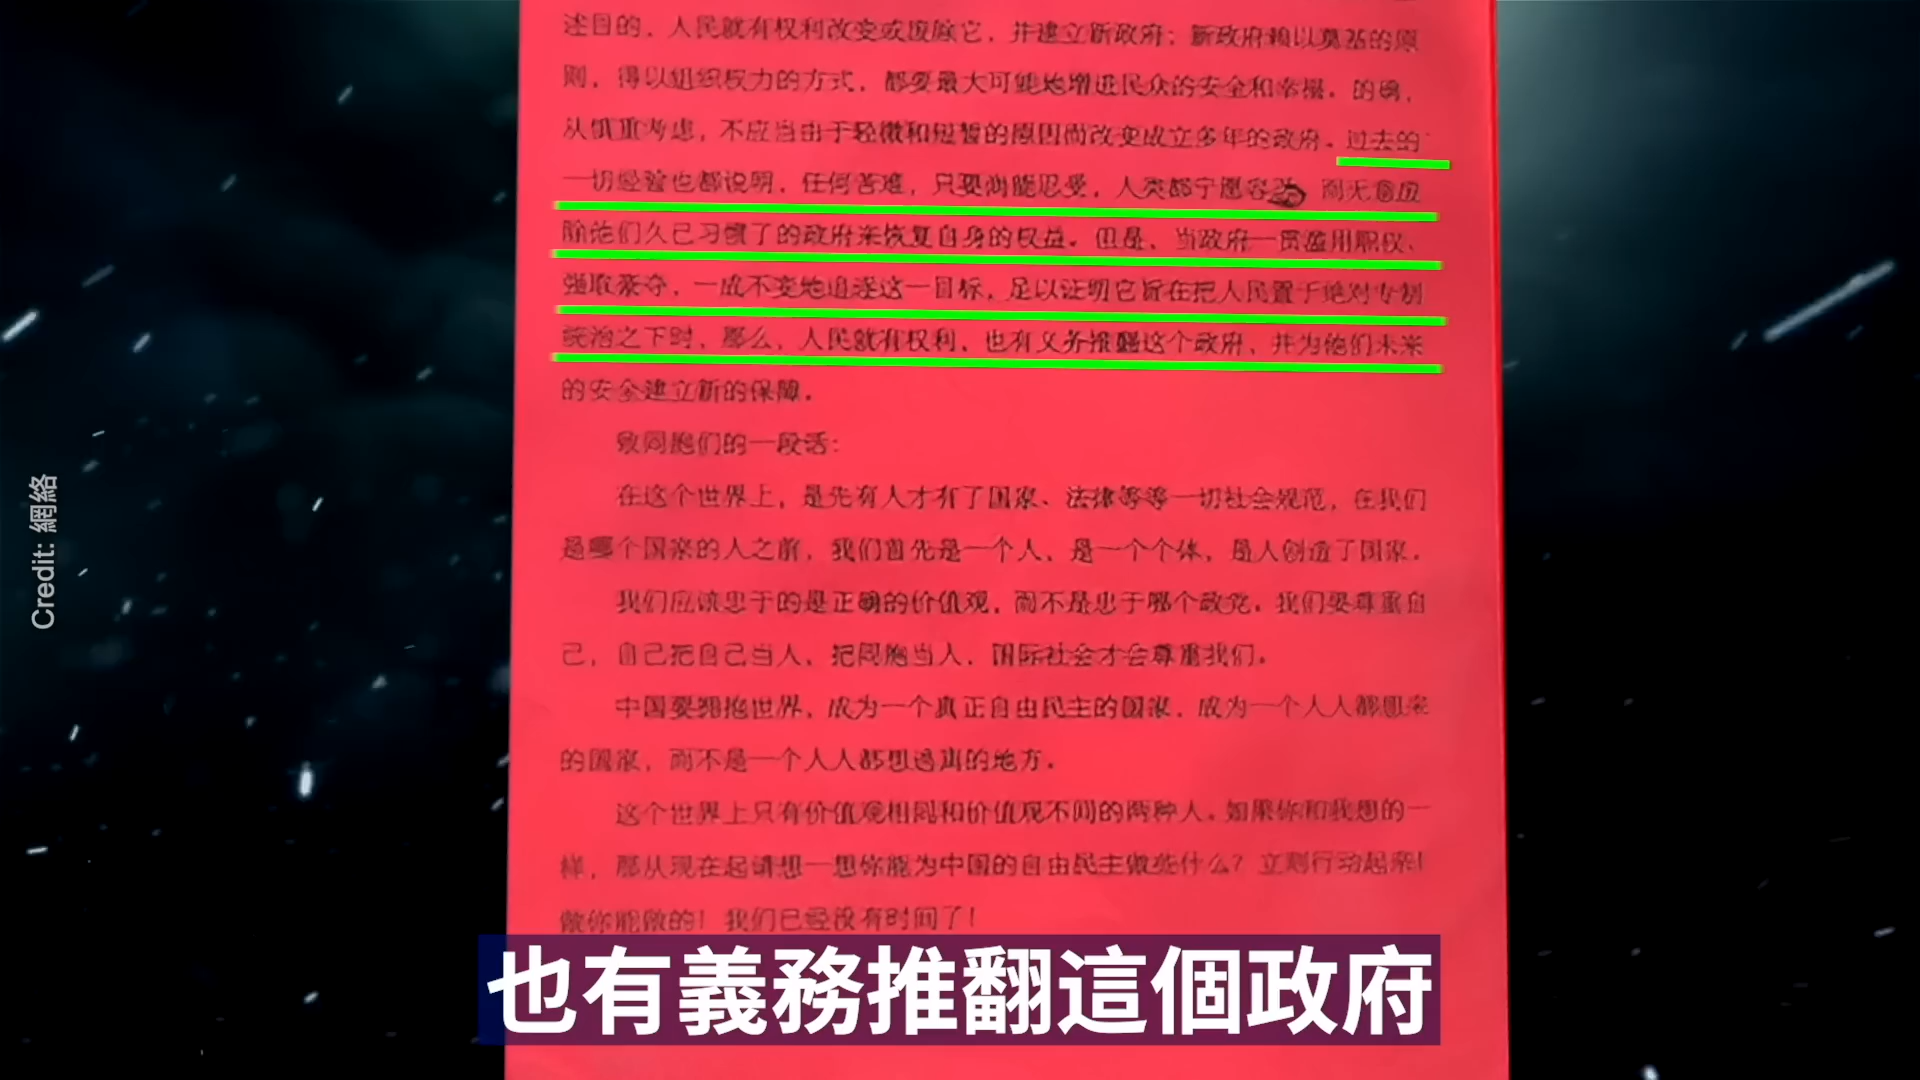 述目的，人民就有权利改变或废除它，并建立新政府；新政府赖以奠基的原
则，得以组织权力的方式，都要最大可能地增进民众的安全和幸福。的确，
从慎重考虑，不应当由于轻微和短暂的原因而改变成立多年的政府。过去的
一切经验也都说明，任何苦难，只要尚能忍受，人类都宁愿容 而无意
除他们久已习惯了的政府来恢复自身的权益。但是，当政府一贯滥用职权、
强取豪夺，一成不变地追逐这一目标，足以证明它旨在把人民置于绝对专制
统治之下时，那么，人民就有权利，也有义务推翻这个政府，并为他们未来
的安全建立新的保障。
致同胞们的一段话：
在这个世界上，是先有人才有了国家、法律等等一切社会规范，在我们
是哪个国家的人之前，我们首先是一个人，是一个个体，是人创造了国家。
我们应该忠于的是正确的价值观，而不是忠于哪个政党。我们要尊重自
己，自己把自己当人，把同胞当人，国际社会才会尊重我们。
中国要拥抱世界，成为一个真正自由民主的国家，成为一个人人都想来
的国家，而不是一个人人都想逃离的地方。
这个世界上只有价值观相同和价值观不同的两种人。如果你和我想的一
样，那从现在起请想一想你能为中国的自由民主做些什么？立刻行动起来！
做你能做的！我们已经没有时间了！
也有義務推翻這個政府
Credit: 網絡